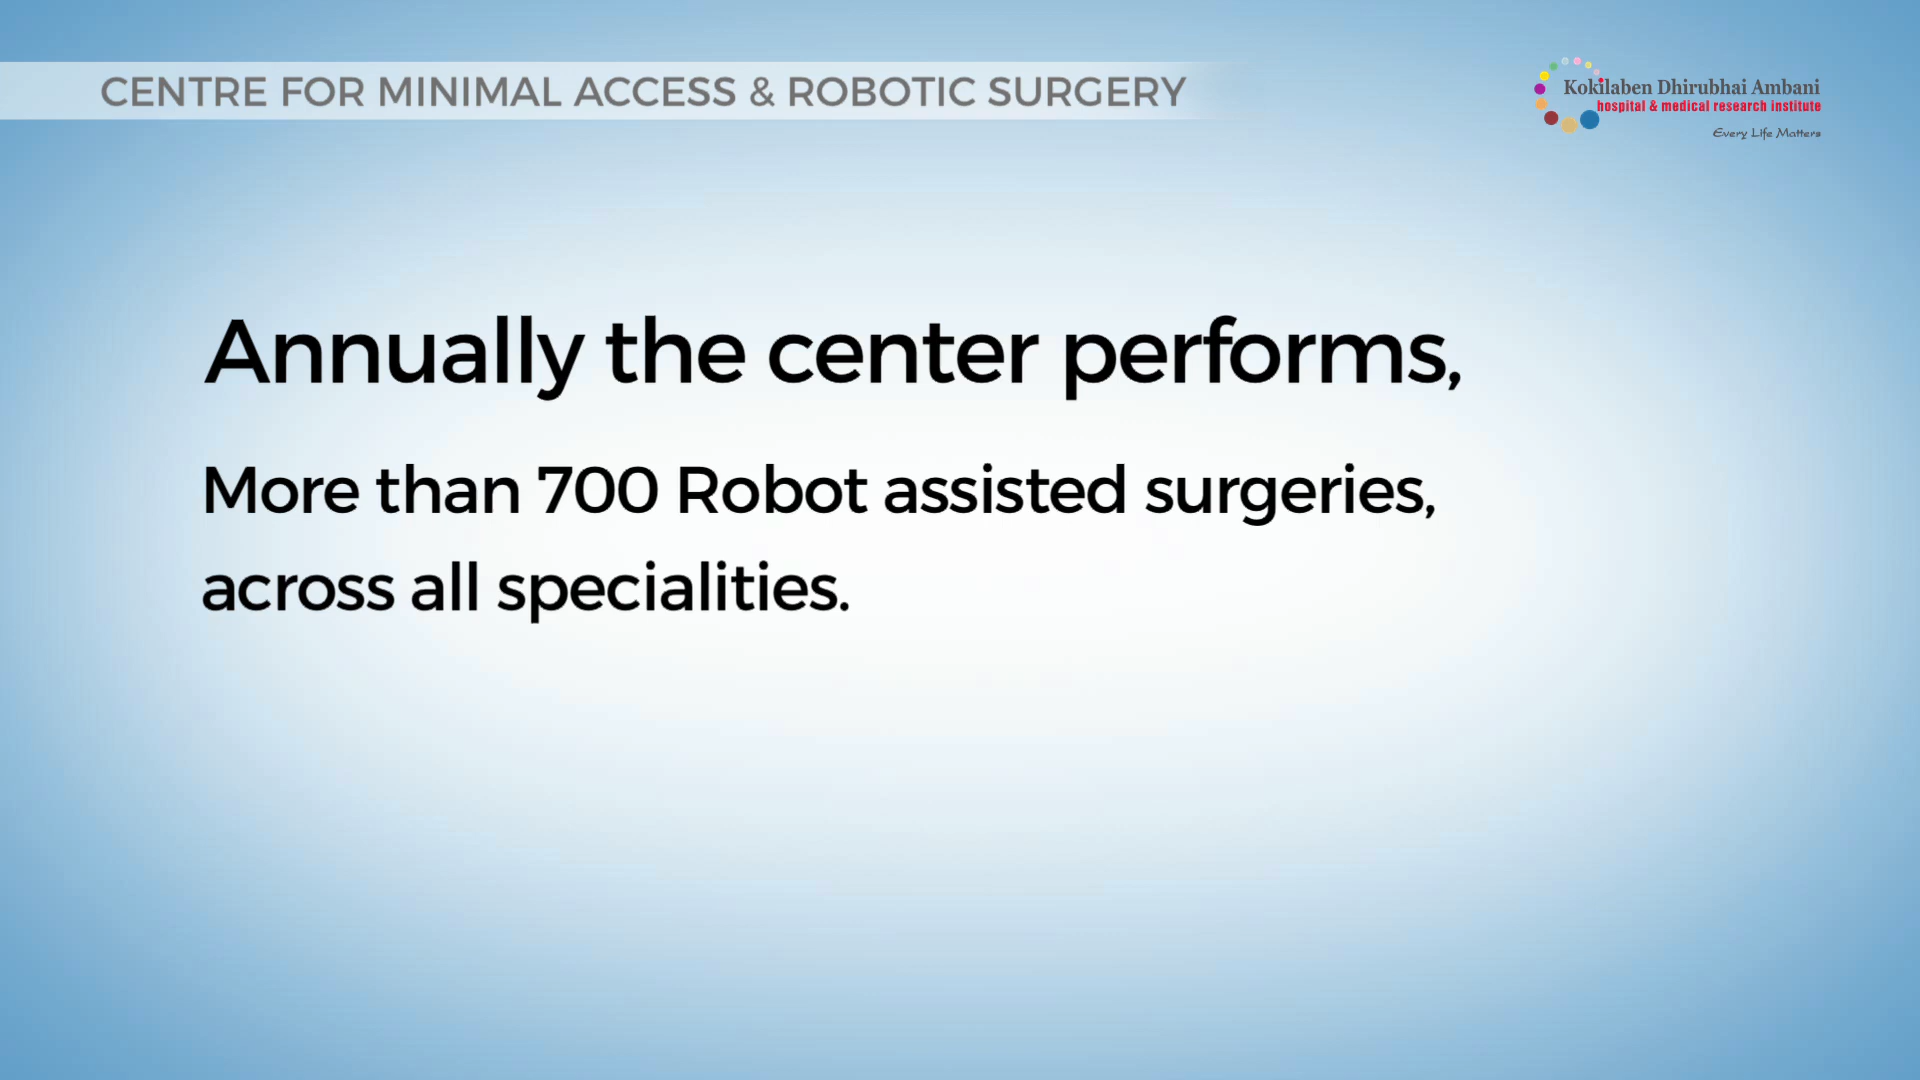 CENTRE FOR MINIMAL ACCESS & ROBOTIC SURGERY
Kokilaben Dhirubhai Ambani
hospital & medical research institute
Every Life Matters
Annually the center performs,
More than 700 Robot assisted surgeries,
across all specialities.